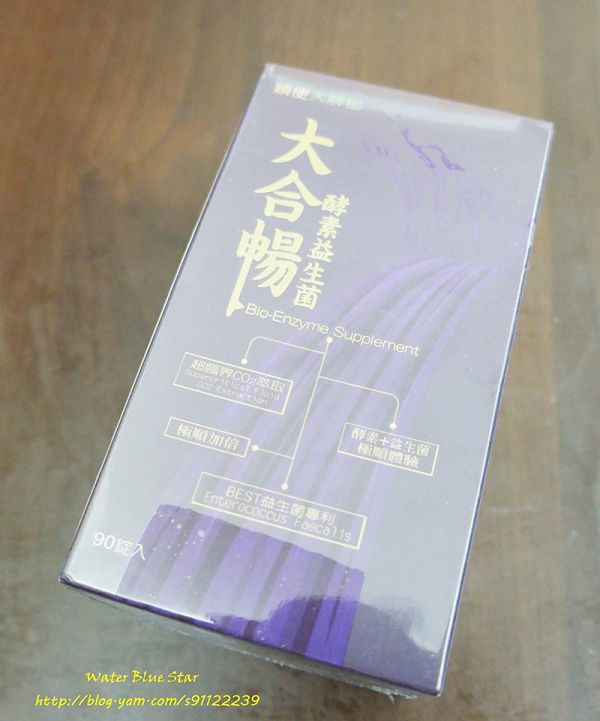 順便大解秘
大合暢
酵素益生菌
Bio-Enzyme Supplement
超臨界CO2萃取
Supercritical Fluid
CO2 Extraction
極順加倍
酵素+益生菌
極順體驗
BEST益生菌專利
Enterococcus Faecalis
90錠入
Water Blue Star
http://blog-yam.com/s91122239